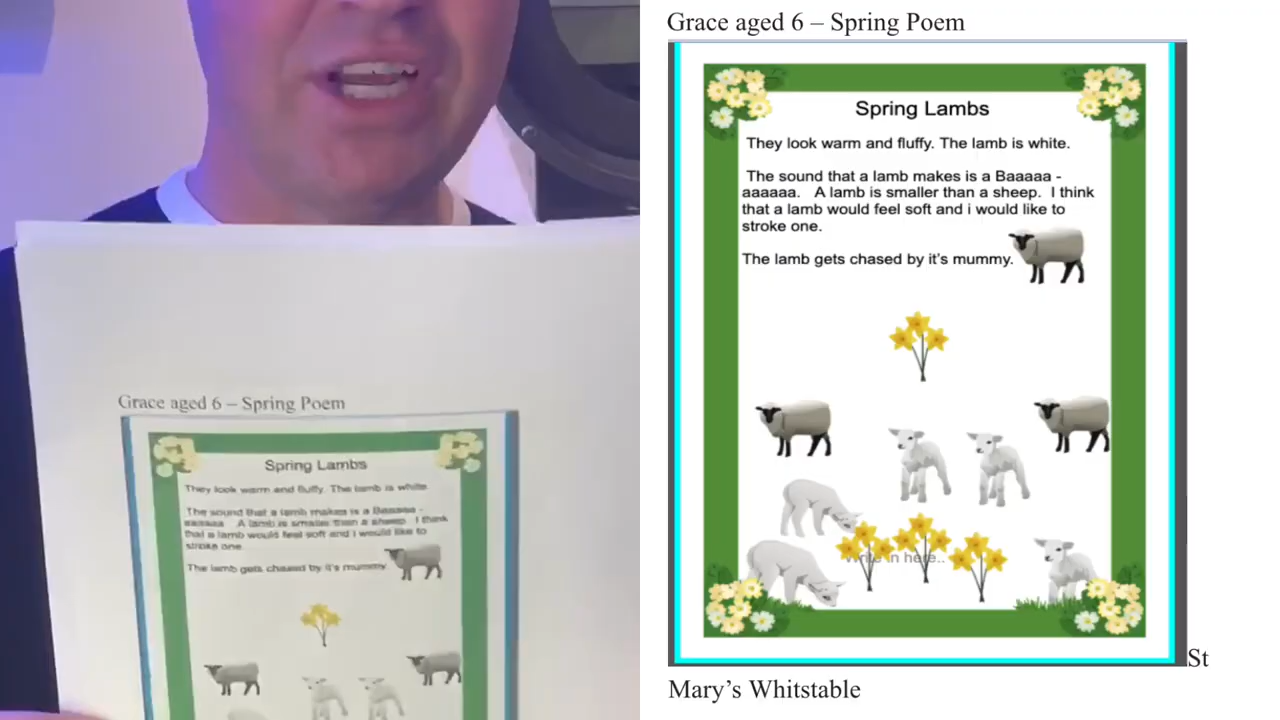 Grace aged 6 – Spring Poem
Spring Lambs
They look warm and fluffy. The lamb is white.
The sound that a lamb makes is a Baaaaa -
aaaaaa. A lamb is smaller than a sheep. I think
that a lamb would feel soft and i would like to
stroke one.
The lamb gets chased by it's mummy.
Grace aged 6 – Spring Poem
Spring Lambs
They look warm and fluffy. The lamb is white.
The sound that a lamb makes is a Baaaaa -
aaaaaa. A lamb is smaller than a sheep. I think
that a lamb would feel soft and i would like to
stroke one.
The lamb gets chased by it's mummy.
in here..
St
Mary's Whitstable